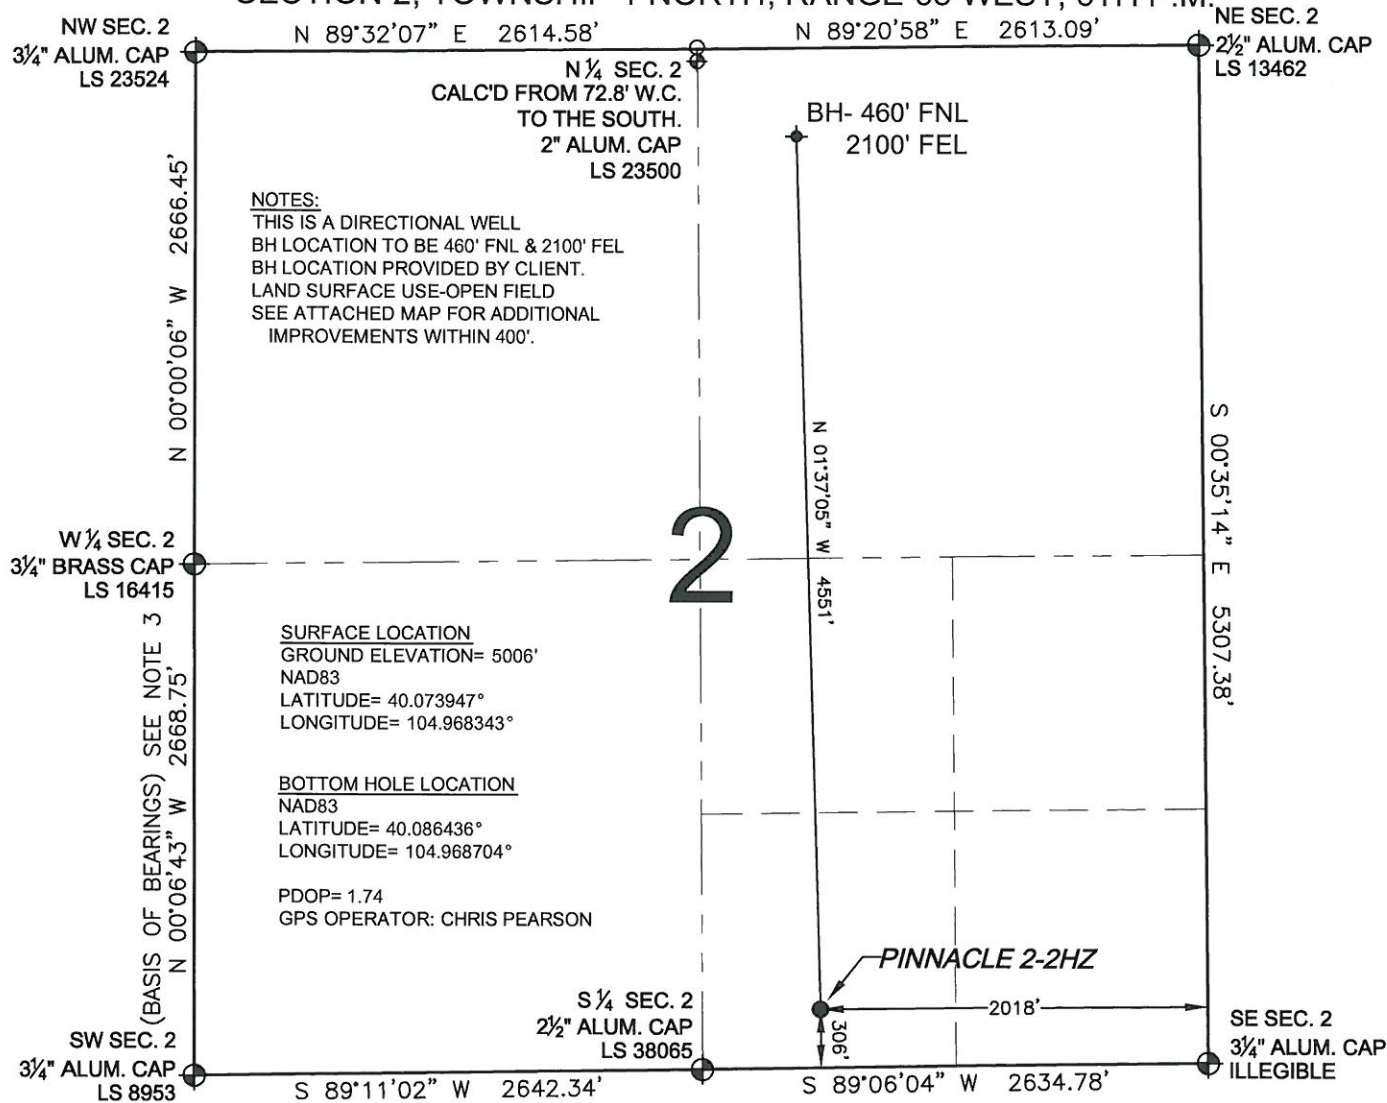 SECTION 2, TOWNSHIP 1 NORTH, RANGE 68 WEST, 6TH P.M.
NW SEC. 2
3¼" ALUM. CAP
LS 23524
N 89°32'07" E 2614.58'
N 89°20'58" E 2613.09'
NE SEC. 2
2½" ALUM. CAP
LS 13462
N ¼ SEC. 2
CALC'D FROM 72.8' W.C.
TO THE SOUTH.
2" ALUM. CAP
LS 23500
BH- 460' FNL
2100' FEL
N 00°00'06" W 2666.45'
NOTES:
THIS IS A DIRECTIONAL WELL
BH LOCATION TO BE 460' FNL & 2100' FEL
BH LOCATION PROVIDED BY CLIENT.
LAND SURFACE USE-OPEN FIELD
SEE ATTACHED MAP FOR ADDITIONAL
IMPROVEMENTS WITHIN 400'.
N 01°37'05" W 4551'
S 00°35'14" E 5307.38'
2
W ¼ SEC. 2
3¼" BRASS CAP
LS 16415
(BASIS OF BEARINGS) SEE NOTE 3
N 00°06'43" W 2668.75'
SURFACE LOCATION
GROUND ELEVATION= 5006'
NAD83
LATITUDE= 40.073947°
LONGITUDE= 104.968343°
BOTTOM HOLE LOCATION
NAD83
LATITUDE= 40.086436°
LONGITUDE= 104.968704°
PDOP= 1.74
GPS OPERATOR: CHRIS PEARSON
PINNACLE 2-2HZ
2018'
306'
S ¼ SEC. 2
2½" ALUM. CAP
LS 38065
SW SEC. 2
3¼" ALUM. CAP
LS 8953
SE SEC. 2
3¼" ALUM. CAP
ILLEGIBLE
S 89°11'02" W 2642.34'
S 89°06'04" W 2634.78'